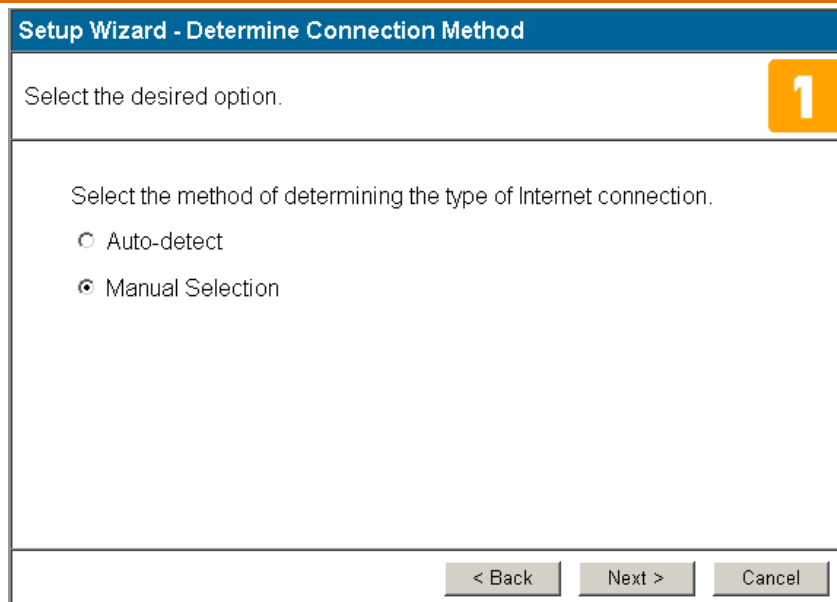 Setup Wizard - Determine Connection Method
Select the desired option.
1
Select the method of determining the type of Internet connection.
Auto-detect
Manual Selection
< Back Next > Cancel